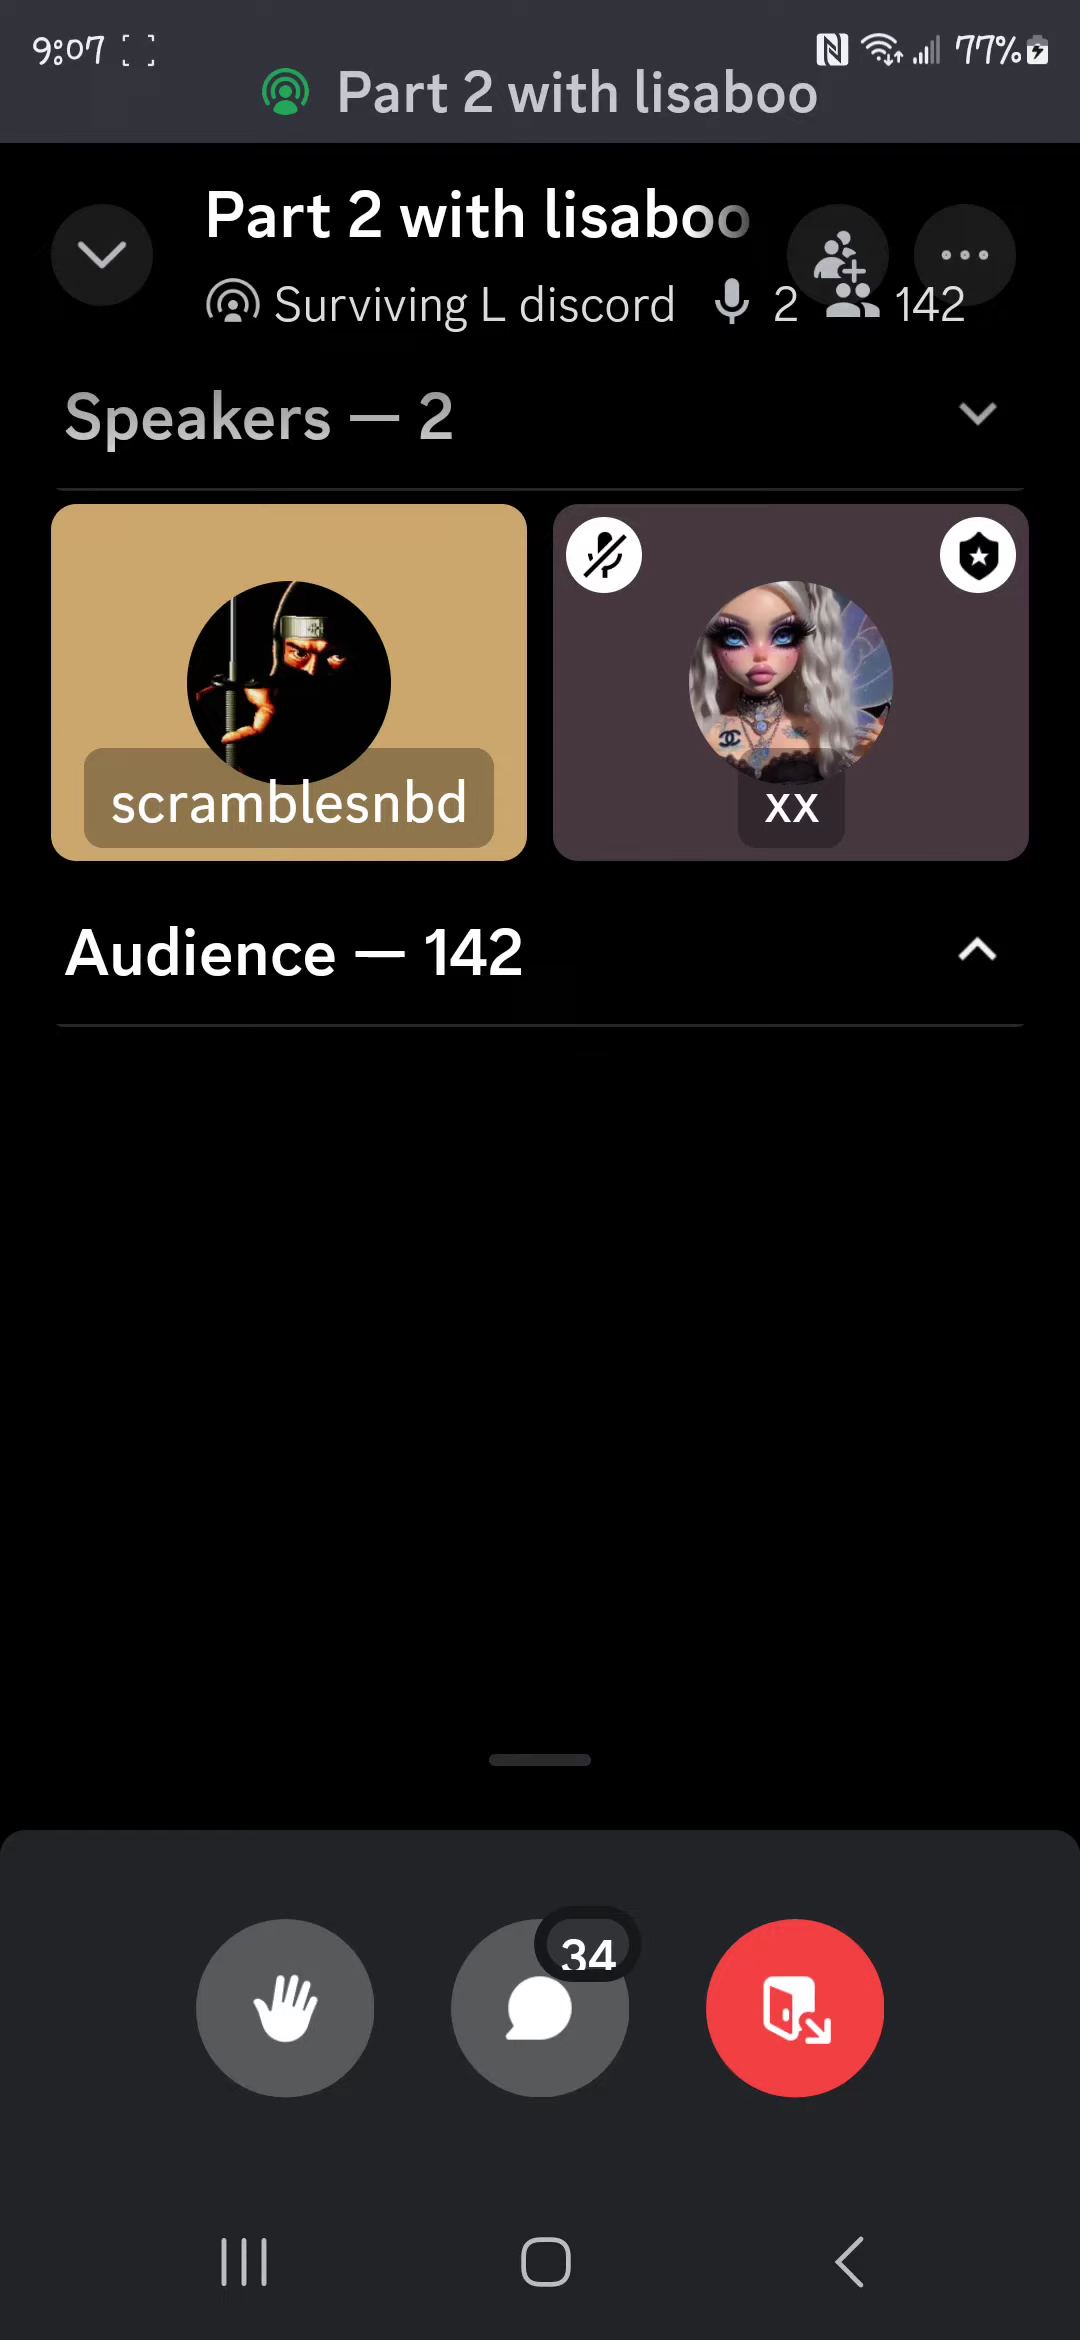 9:07
77%
Part 2 with lisaboo
Part 2 with lisaboo
Surviving L discord 2 142
Speakers — 2
scramblesnbd
xx
Audience — 142
34